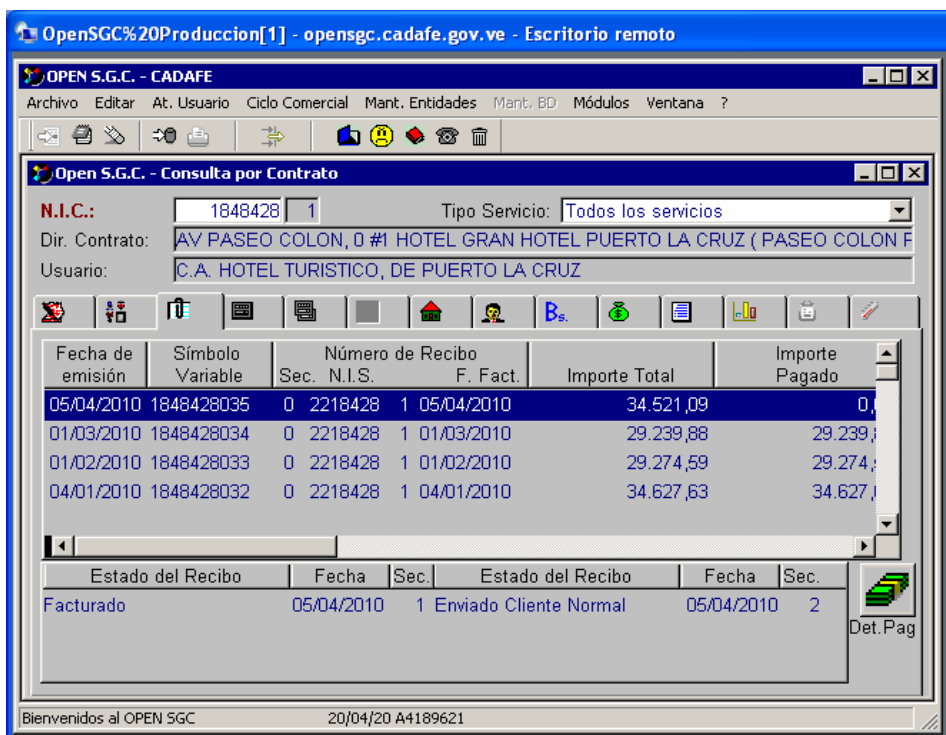 OpenSGC%20Produccion[1] - opensgc.cadafe.gov.ve - Escritorio remoto
OPEN S.G.C. - CADAFE
Archivo Editar At. Usuario Ciclo Comercial Mant. Entidades Mant. BD Módulos Ventana ?
Open S.G.C. - Consulta por Contrato
N.I.C.: 1848428 1 Tipo Servicio: Todos los servicios
Dir. Contrato: AV PASEO COLON, 0 #1 HOTEL GRAN HOTEL PUERTO LA CRUZ ( PASEO COLON
Usuario: C.A. HOTEL TURISTICO, DE PUERTO LA CRUZ
Bs.
Fecha de Símbolo Número de Recibo Importe
emisión Variable Sec. N.I.S. F. Fact. Importe Total Pagado
05/04/2010 1848428035 0 2218428 1 05/04/2010 34.521,09 0,
01/03/2010 1848428034 0 2218428 1 01/03/2010 29.239,88 29.239,
01/02/2010 1848428033 0 2218428 1 01/02/2010 29.274,59 29.274,
04/01/2010 1848428032 0 2218428 1 04/01/2010 34.627,63 34.627,
Estado del Recibo Fecha Sec. Estado del Recibo Fecha Sec.
Facturado 05/04/2010 1 Enviado Cliente Normal 05/04/2010 2
Det.Pag
Bienvenidos al OPEN SGC 20/04/20 A4189621